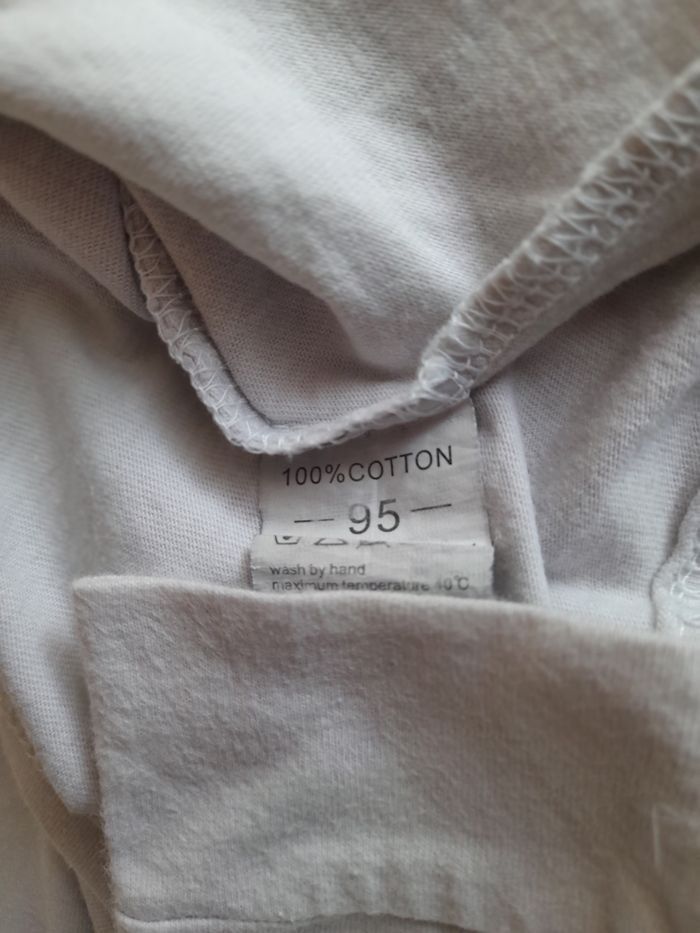 100%COTTON
— 95 —
wash by hand
maximum temperature 40℃